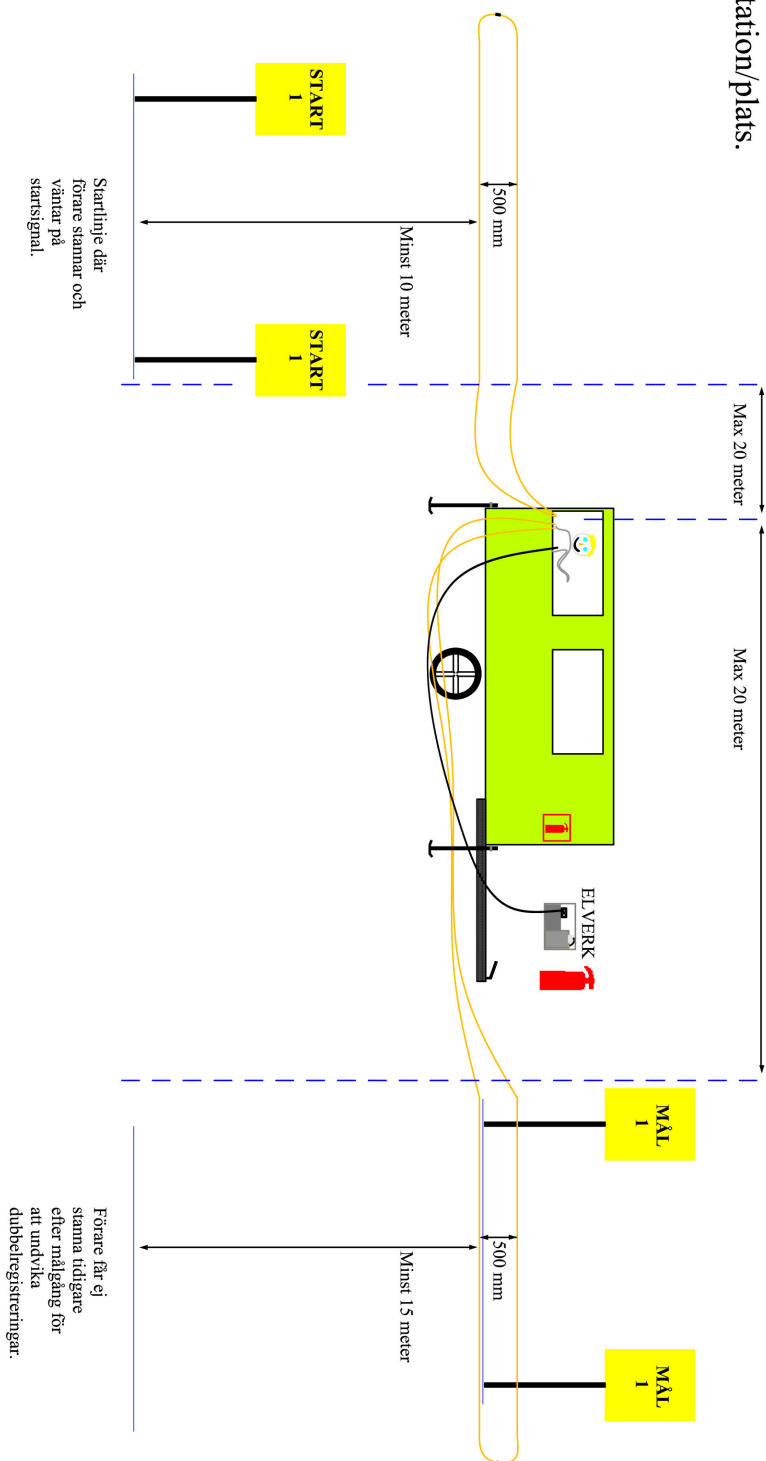 tation/plats.
Max 20 meter
Max 20 meter
MÅL
1
MÅL
1
ELVERK
500 mm
500 mm
Minst 10 meter
Minst 15 meter
START
1
START
1
Startlinje där
förare stannar och
väntar på
startsignal.
Förare får ej
stanna tidigare
efter målgång för
att undvika
dubbelregistreringar.